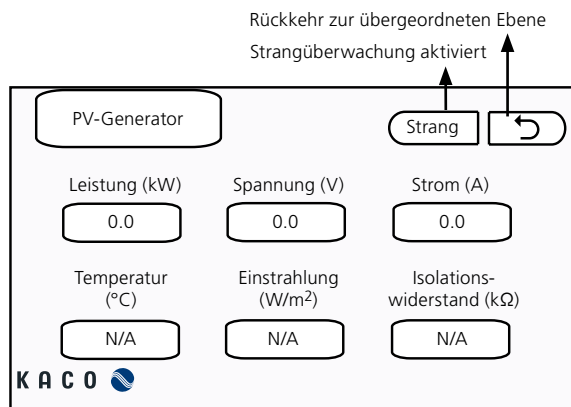 Rückkehr zur übergeordneten Ebene
Strangüberwachung aktiviert
PV-Generator
Strang
Leistung (kW) Spannung (V) Strom (A)
0.0 0.0 0.0
Temperatur Einstrahlung Isolations-
(°C) (W/m²) widerstand (kΩ)
N/A N/A N/A
KACO